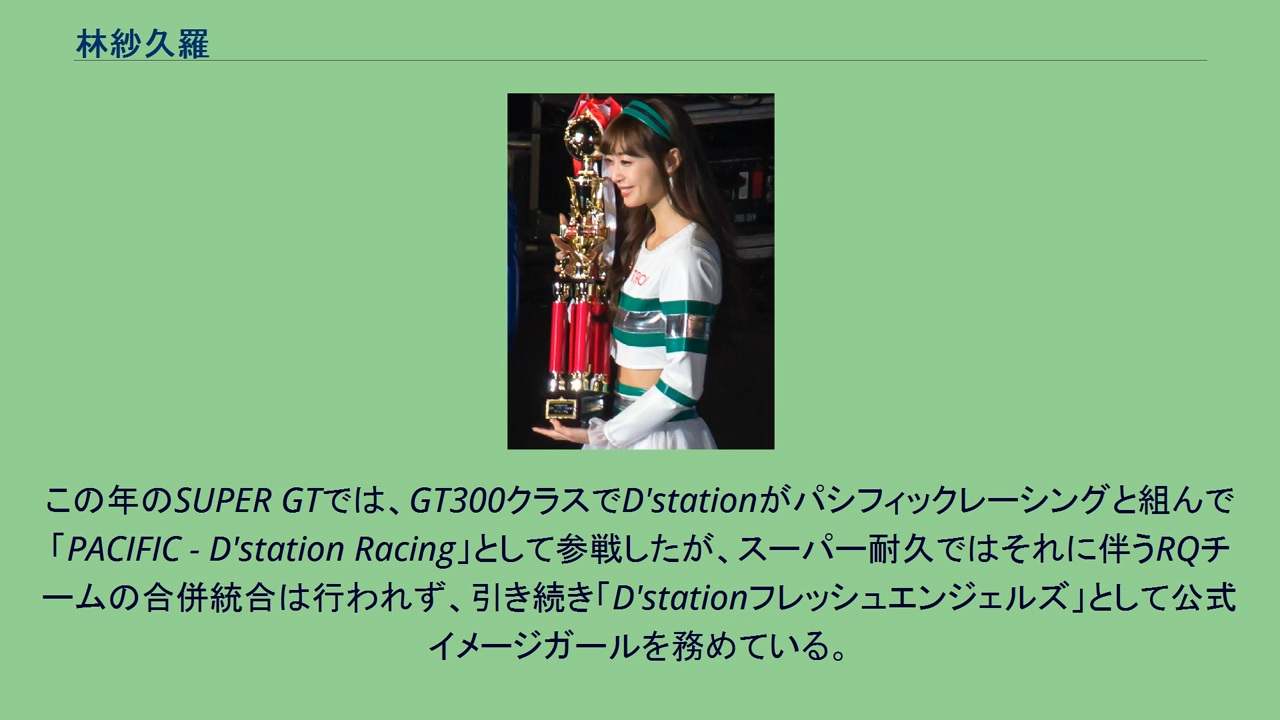 林紗久羅
この年のSUPER GTでは、GT300クラスでD'stationがパシフィックレーシングと組んで
「PACIFIC - D'station Racing」として参戦したが、スーパー耐久ではそれに伴うRQチ
ームの合併統合は行われず、引き続き「D'stationフレッシュエンジェルズ」として公式
イメージガールを務めている。